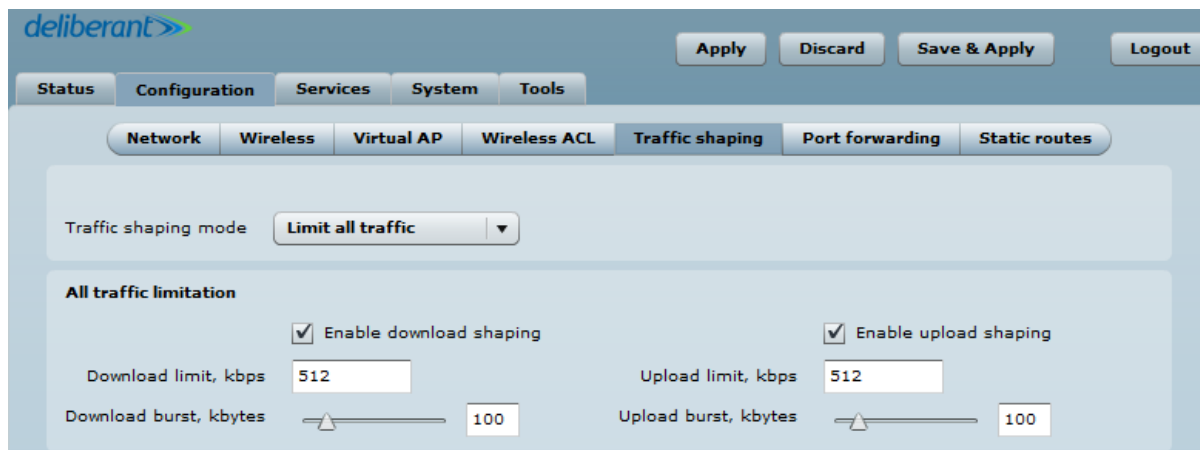 deliberant
Apply Discard Save & Apply Logout
Status Configuration Services System Tools
Network Wireless Virtual AP Wireless ACL Traffic shaping Port forwarding Static routes
Traffic shaping mode Limit all traffic
All traffic limitation
Enable download shaping Enable upload shaping
Download limit, kbps 512 Upload limit, kbps 512
Download burst, kbytes 100 Upload burst, kbytes 100